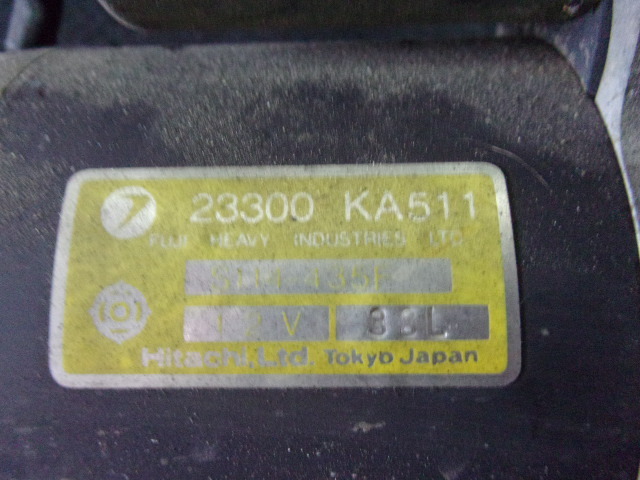 23300 KA511
FUJI HEAVY INDUSTRIES LTD
12V
Hitachi,Ltd. Tokyo Japan